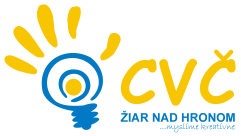 CVČ
ŽIAR NAD HRONOM
...myslíme kreatívne